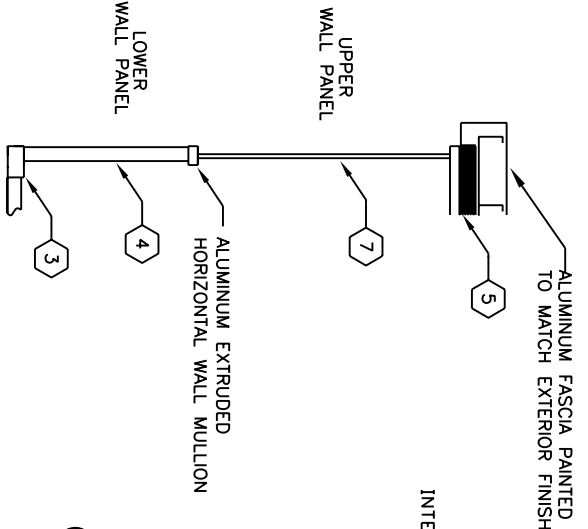 ALUMINUM FASCIA PAINTED
TO MATCH EXTERIOR FINISH
5
INTE
UPPER
WALL PANEL
7
ALUMINUM EXTRUDED
HORIZONTAL WALL MULLION
LOWER
WALL PANEL
4
3